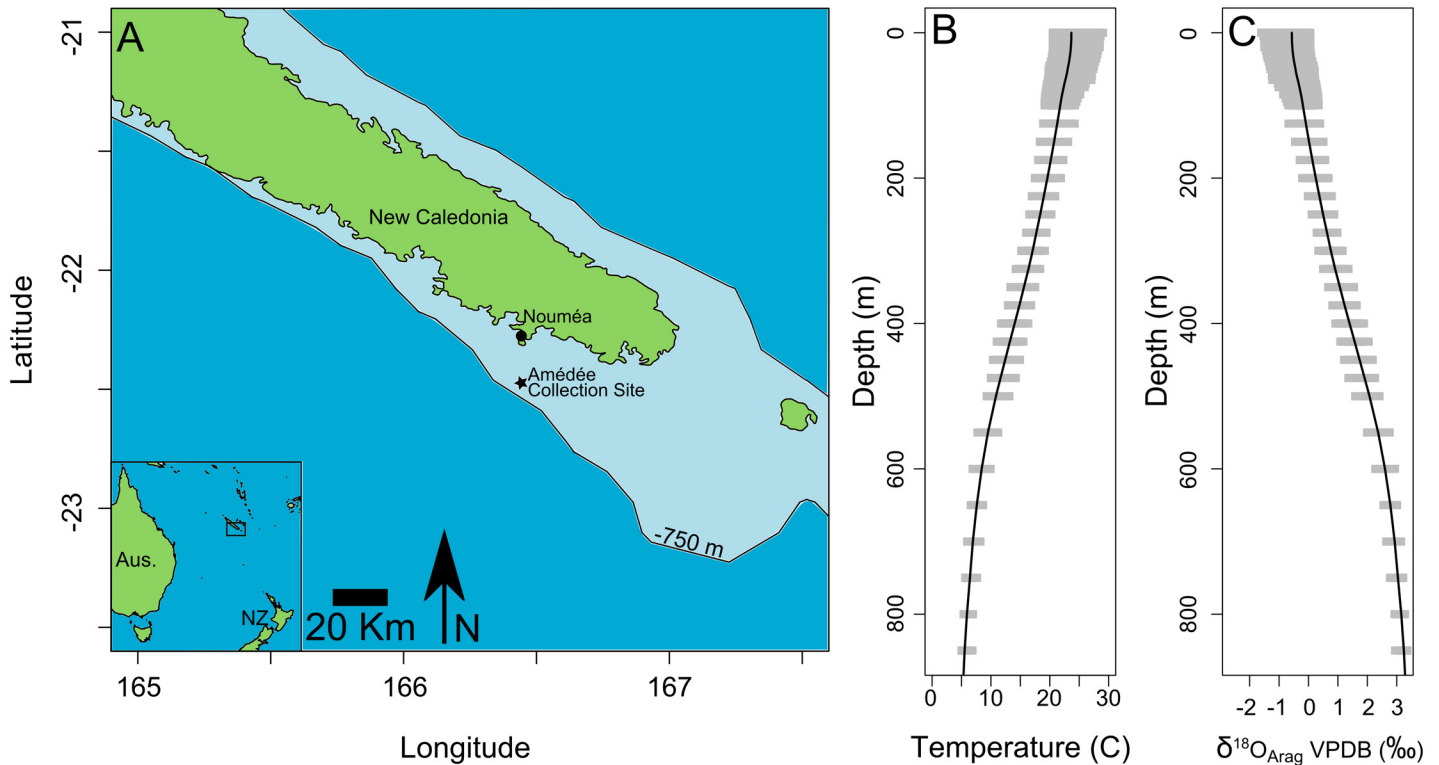 A
-21
-22
-23
Latitude
New Caledonia
Nouméa
Amédée
Collection Site
-750 m
Aus.
NZ
20 Km
N
165
166
167
Longitude
B
0
200
400
600
800
Depth (m)
0
10
20
30
Temperature (C)
C
0
200
400
600
800
Depth (m)
-2
-1
0
1
2
3
δ¹⁸O_Arag VPDB (‰)